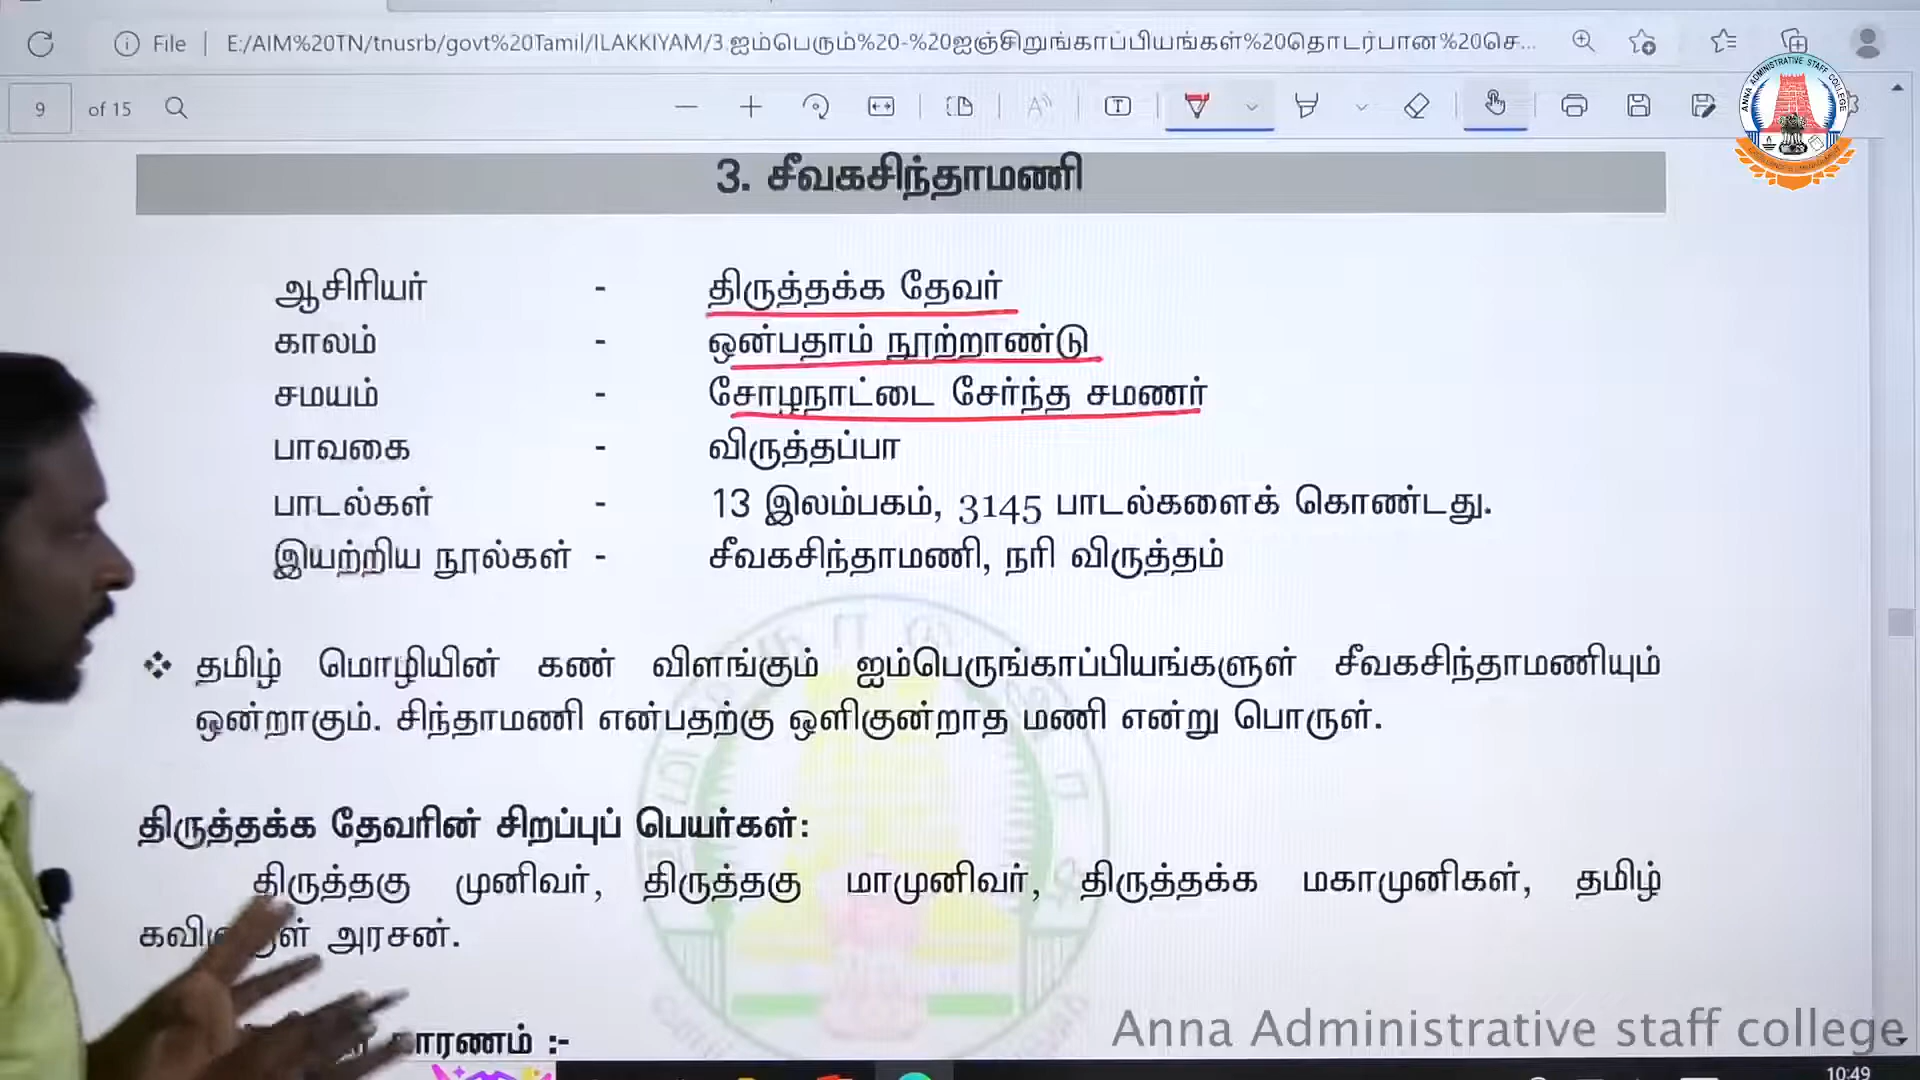 File | E:/AIM%20TN/tnusrb/govt%20Tamil/ILAKKIYAM/3.ஐம்பெரும்%20-%20ஐஞ்சிறுங்காப்பியங்கள்%20தொடர்பான%20செ...
9 of 15
ANNA ADMINISTRATIVE STAFF COLLEGE
3. சீவகசிந்தாமணி
ஆசிரியர் - திருத்தக்க தேவர்
காலம் - ஒன்பதாம் நூற்றாண்டு
சமயம் - சோழநாட்டை சேர்ந்த சமணர்
பாவகை - விருத்தப்பா
பாடல்கள் - 13 இலம்பகம், 3145 பாடல்களைக் கொண்டது.
இயற்றிய நூல்கள் - சீவகசிந்தாமணி, நரி விருத்தம்
❖ தமிழ் மொழியின் கண் விளங்கும் ஐம்பெருங்காப்பியங்களுள் சீவகசிந்தாமணியும்
ஒன்றாகும். சிந்தாமணி என்பதற்கு ஒளிகுன்றாத மணி என்று பொருள்.
திருத்தக்க தேவரின் சிறப்புப் பெயர்கள்:
திருத்தகு முனிவர், திருத்தகு மாமுனிவர், திருத்தக்க மகாமுனிகள், தமிழ்
அரசன்.
காரணம் :-
Anna Administrative staff college
10:49